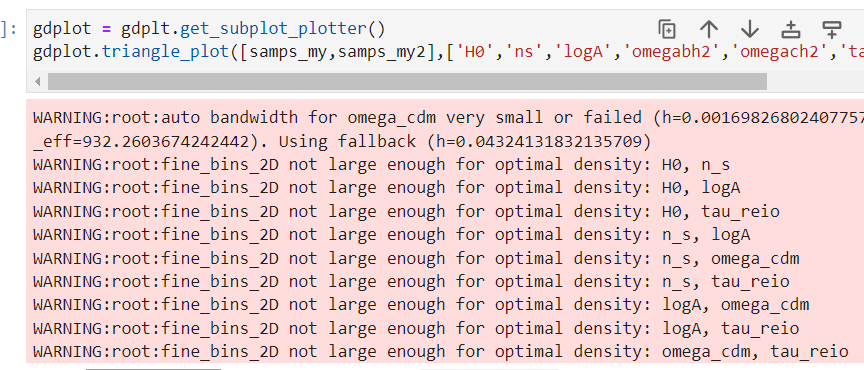 ]: gdplot = gdplt.get_subplot_plotter()
gdplot.triangle_plot([samps_my,samps_my2],['H0','ns','logA','omegabh2','omegach2','ta
WARNING:root:auto bandwidth for omega_cdm very small or failed (h=0.0016982680240775
_eff=932.2603674242442). Using fallback (h=0.04324131832135709)
WARNING:root:fine_bins_2D not large enough for optimal density: H0, n_s
WARNING:root:fine_bins_2D not large enough for optimal density: H0, logA
WARNING:root:fine_bins_2D not large enough for optimal density: H0, tau_reio
WARNING:root:fine_bins_2D not large enough for optimal density: n_s, logA
WARNING:root:fine_bins_2D not large enough for optimal density: n_s, omega_cdm
WARNING:root:fine_bins_2D not large enough for optimal density: n_s, tau_reio
WARNING:root:fine_bins_2D not large enough for optimal density: logA, omega_cdm
WARNING:root:fine_bins_2D not large enough for optimal density: logA, tau_reio
WARNING:root:fine_bins_2D not large enough for optimal density: omega_cdm, tau_reio